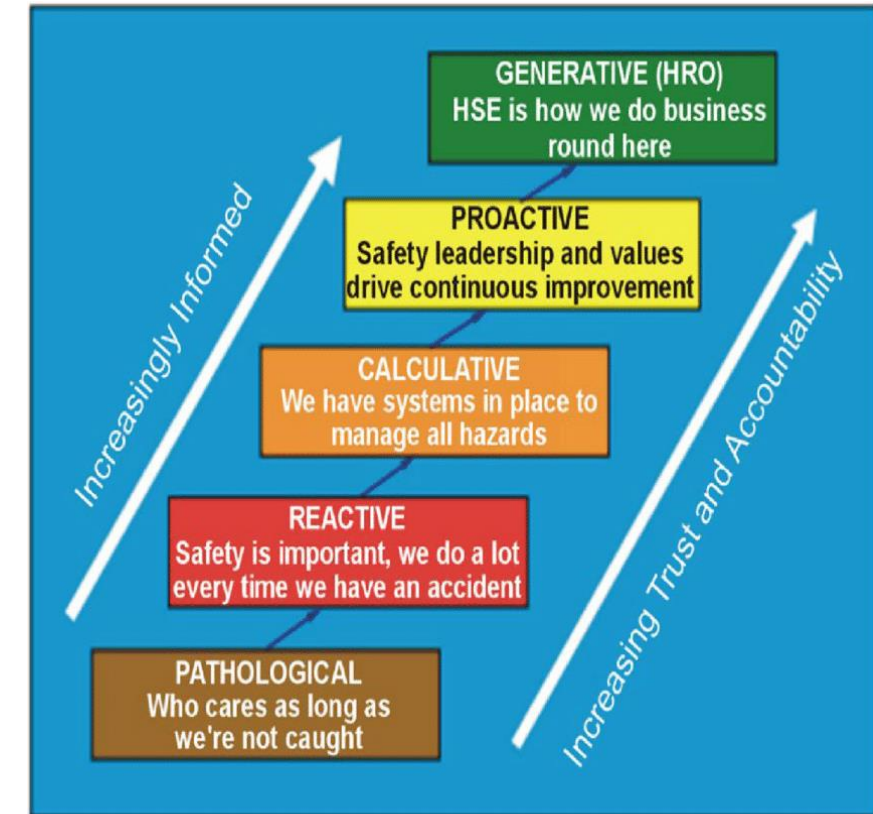 GENERATIVE (HRO)
HSE is how we do business
round here
PROACTIVE
Safety leadership and values
drive continuous improvement
CALCULATIVE
We have systems in place to
manage all hazards
REACTIVE
Safety is important, we do a lot
every time we have an accident
PATHOLOGICAL
Who cares as long as
we're not caught
Increasingly Informed
Increasing Trust and Accountability